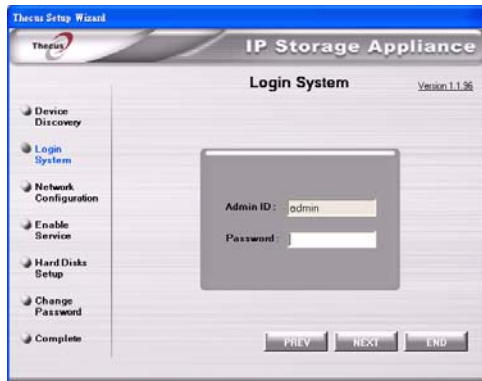 Thecus Setup Wizard
Thecus
IP Storage Appliance
Login System
Version 1.1.36
Device
Discovery
Login
System
Network
Configuration
Enable
Service
Hard Disks
Setup
Change
Password
Complete
Admin ID :
admin
Password :
PREV
NEXT
END